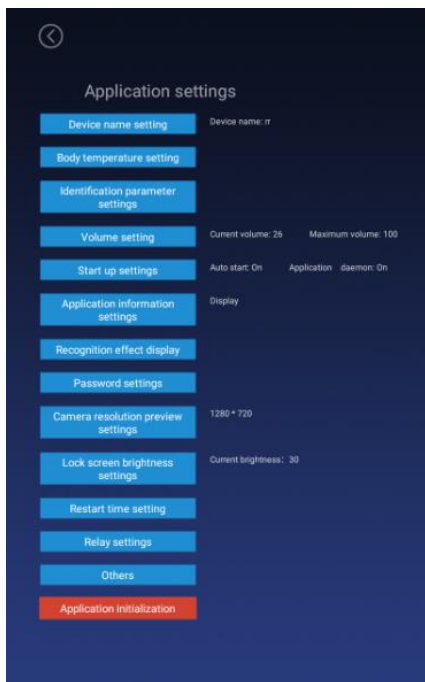 Application settings
Device name setting Device name: rr
Body temperature setting
Identification parameter
settings
Volume setting Current volume: 26 Maximum volume: 100
Start up settings Auto start: On Application daemon: On
Application information Display
settings
Recognition effect display
Password settings
Camera resolution preview 1280 * 720
settings
Lock screen brightness Current brightness: 30
settings
Restart time setting
Relay settings
Others
Application initialization